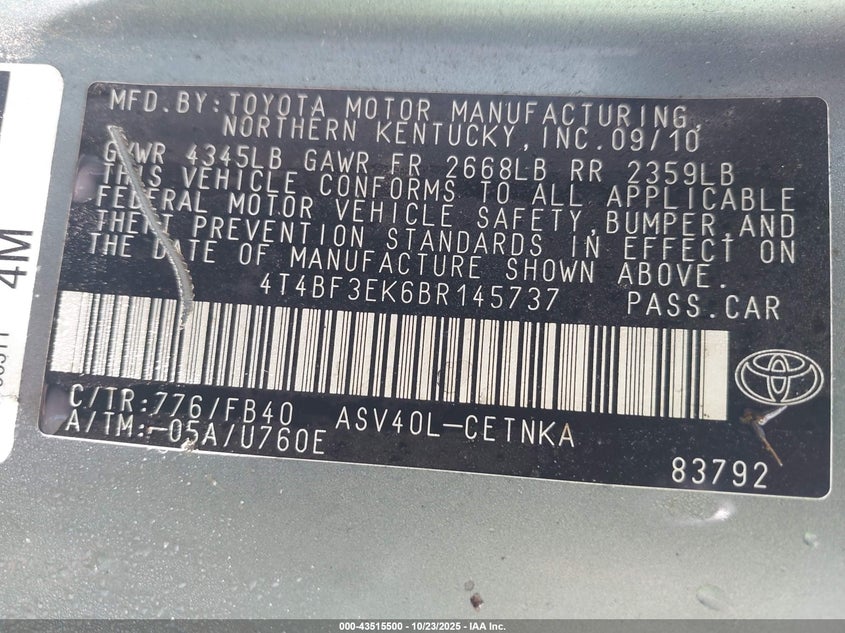 MFD.BY:TOYOTA MOTOR MANUFACTURING,
NORTHERN KENTUCKY, INC.09/10
GVWR 4345LB GAWR FR 2668LB RR 2359LB
THIS VEHICLE CONFORMS TO ALL APPLICABLE
FEDERAL MOTOR VEHICLE SAFETY,BUMPER,AND
THEFT PREVENTION STANDARDS IN EFFECT ON
THE DATE OF MANUFACTURE SHOWN ABOVE.
4T4BF3EK6BR145737 PASS.CAR
C/TR:776/FB40 ASV40L-CETNKA
A/TM:-05A/U760E
83792
4M
000-43515500 - 10/23/2025 - IAA Inc.